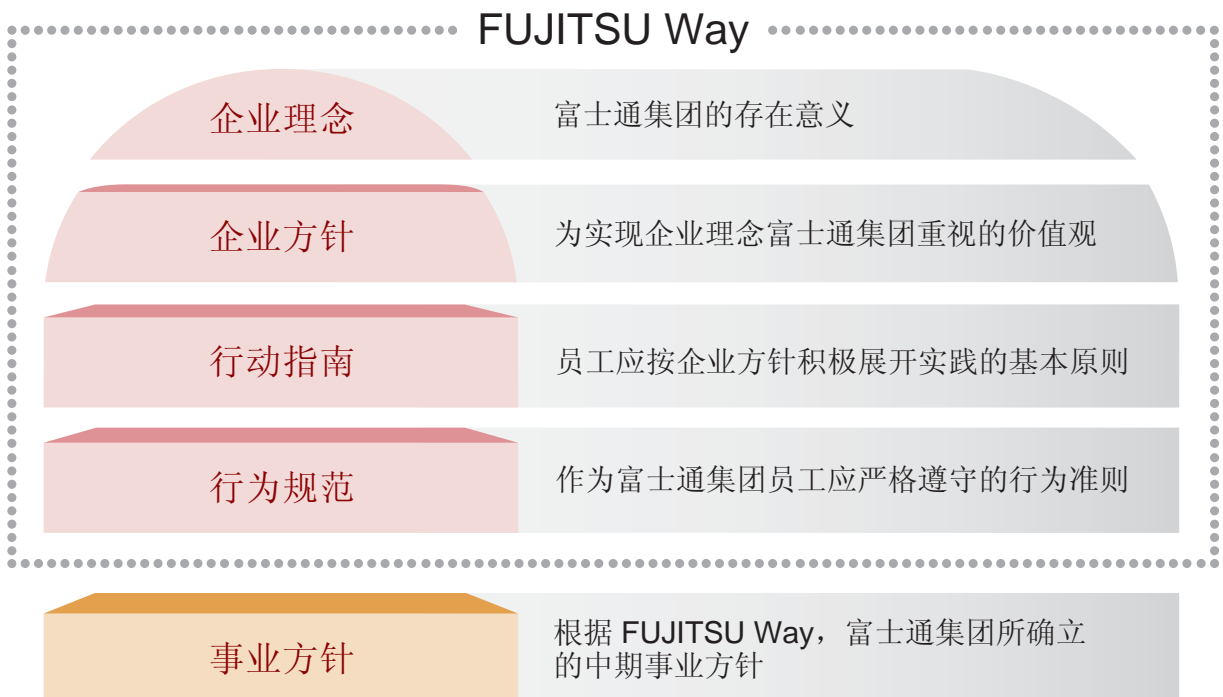 FUJITSU Way
企业理念
富士通集团的存在意义
企业方针
为实现企业理念富士通集团重视的价值观
行动指南
员工应按企业方针积极展开实践的基本原则
行为规范
作为富士通集团员工应严格遵守的行为准则
事业方针
根据 FUJITSU Way，富士通集团所确立
的中期事业方针